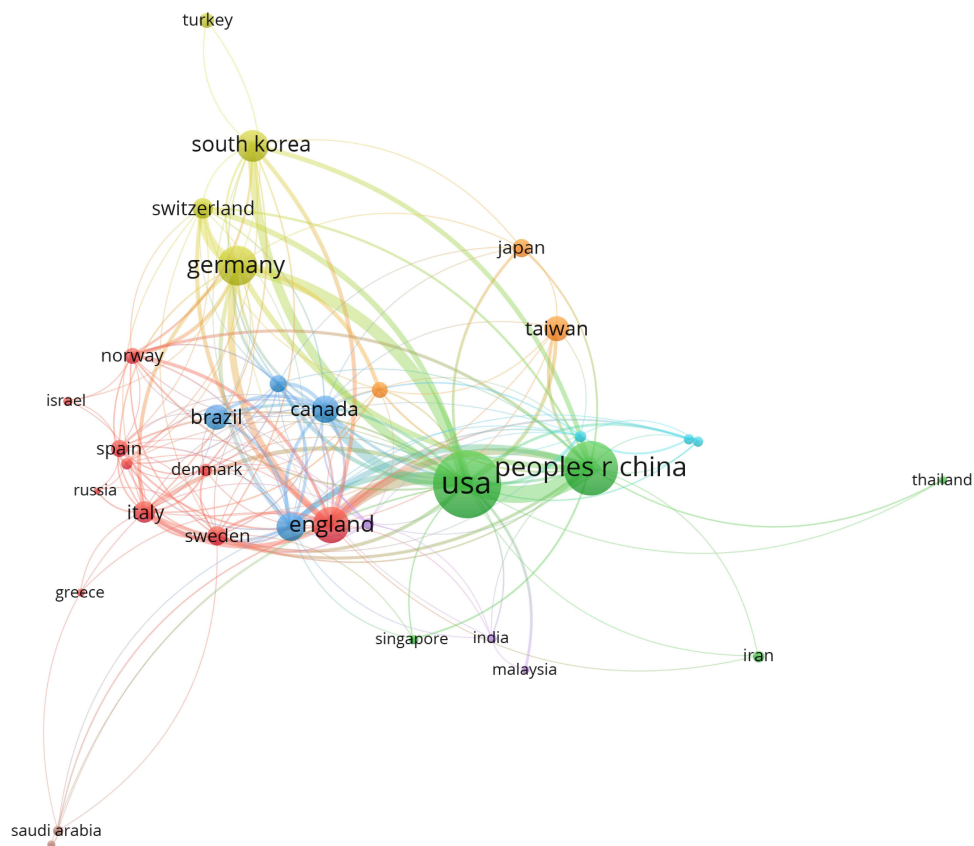 turkey
south korea
switzerland
germany
japan
taiwan
norway
israel
brazil
canada
spain
denmark
usa
peoples r china
thailand
russia
italy
england
sweden
greece
singapore
india
malaysia
iran
saudi arabia